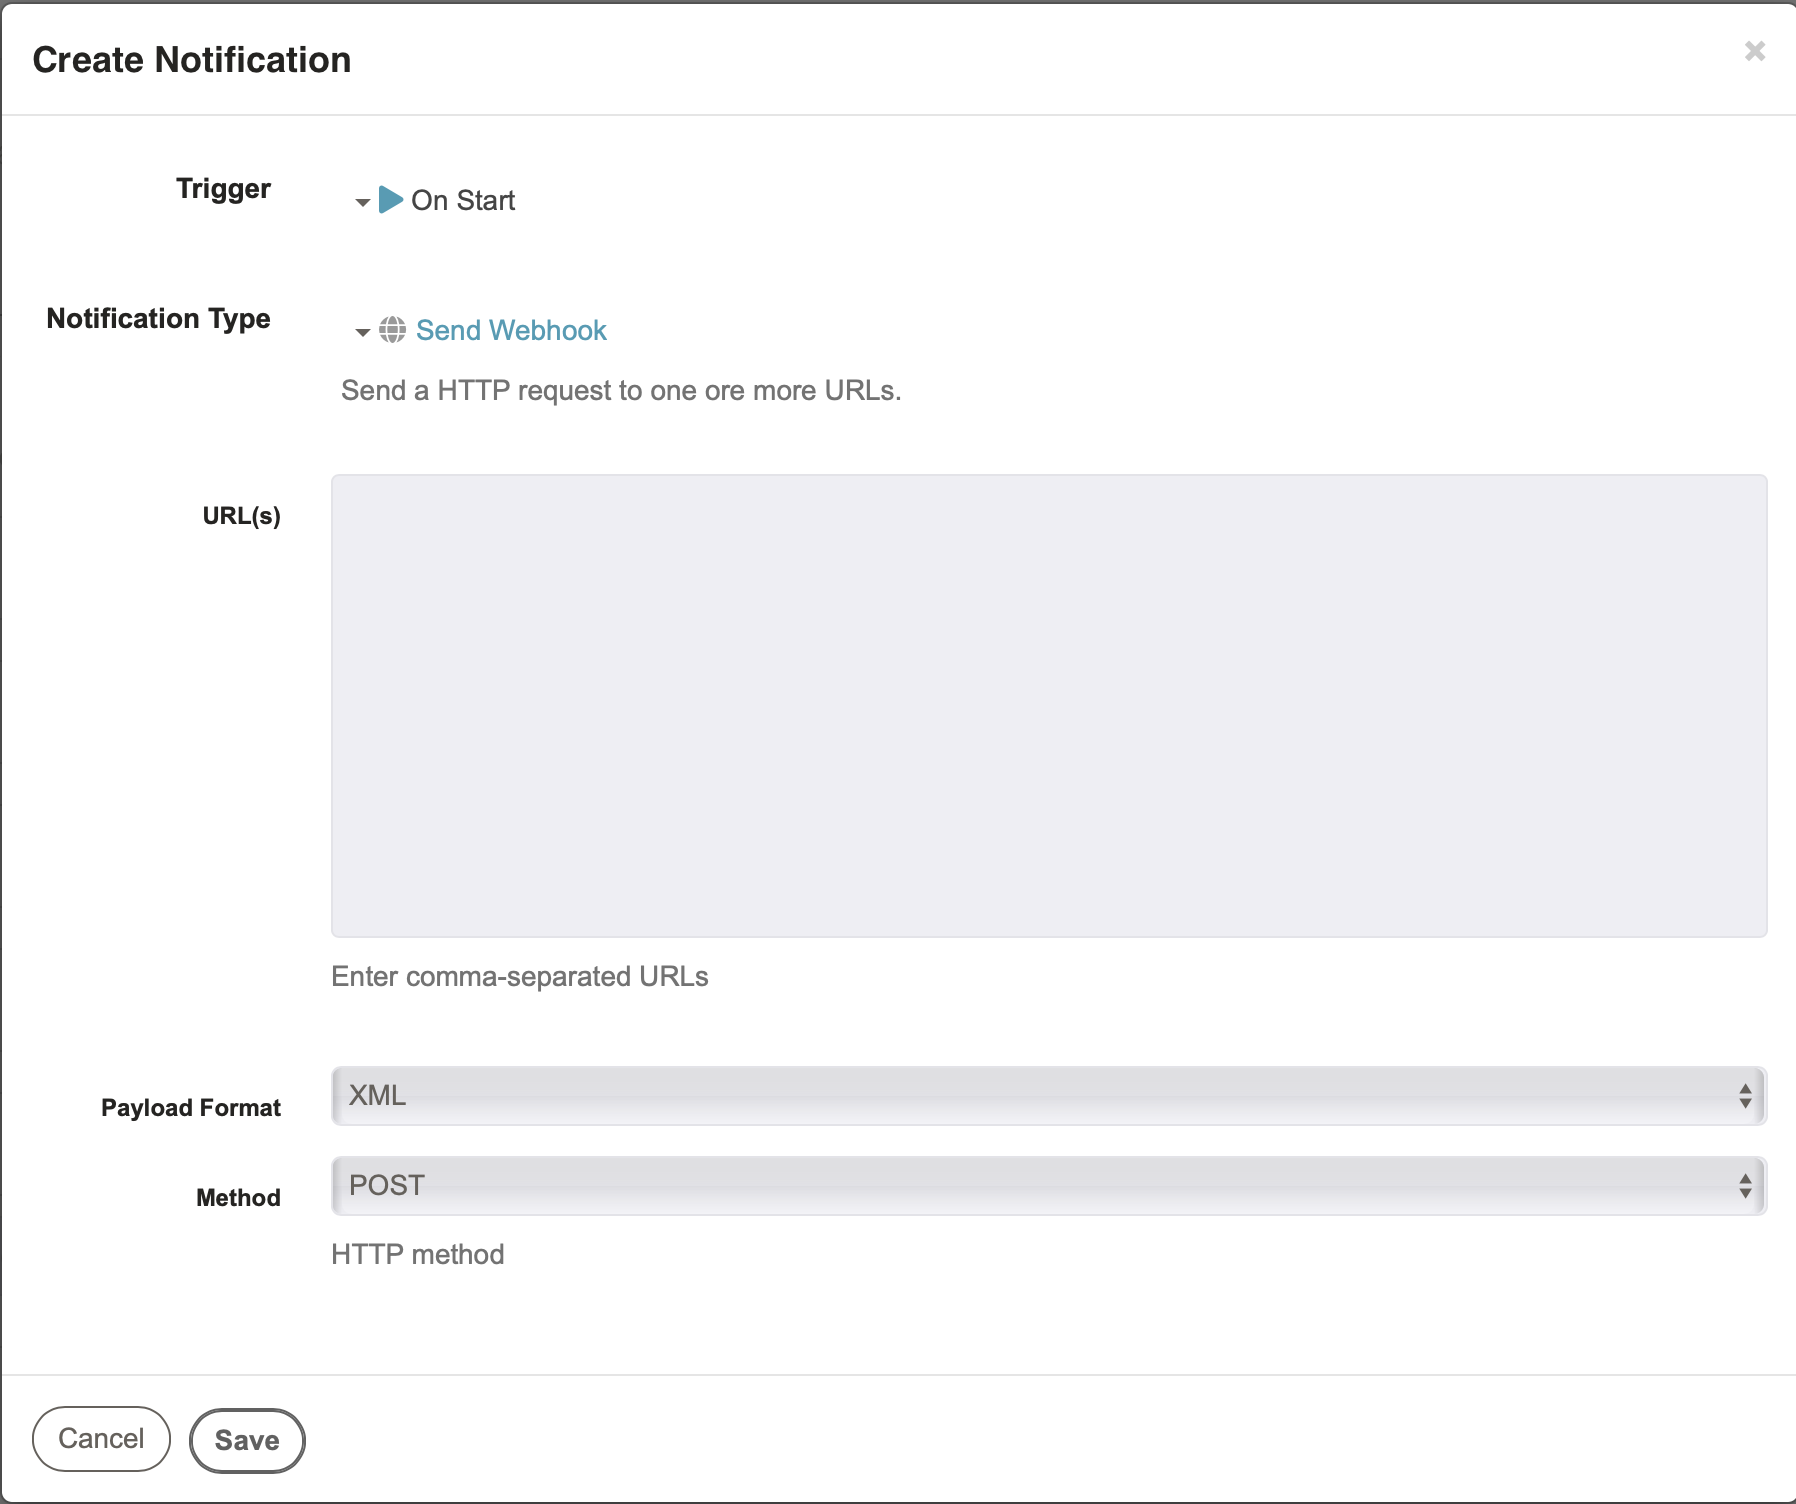 Create Notification
Trigger
On Start
Notification Type
Send Webhook
Send a HTTP request to one ore more URLs.
URL(s)
Enter comma-separated URLs
Payload Format
XML
Method
POST
HTTP method
Cancel
Save